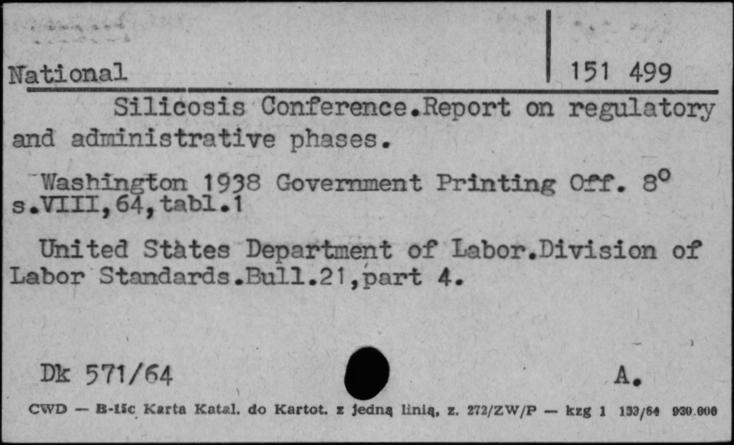 National 151 499
Silicosis Conference.Report on regulatory
and administrative phases.
Washington 1938 Government Printing Off. 8º
s.VIII,64,tabl.1
United States Department of Labor.Division of
Labor Standards.Bull.21,part 4.
Dk 571/64 A.
CWD — B-15c Karta Katal. do Kartot. z jedną linią, z. 272/ZW/P — kzg 1 133/64 930.000